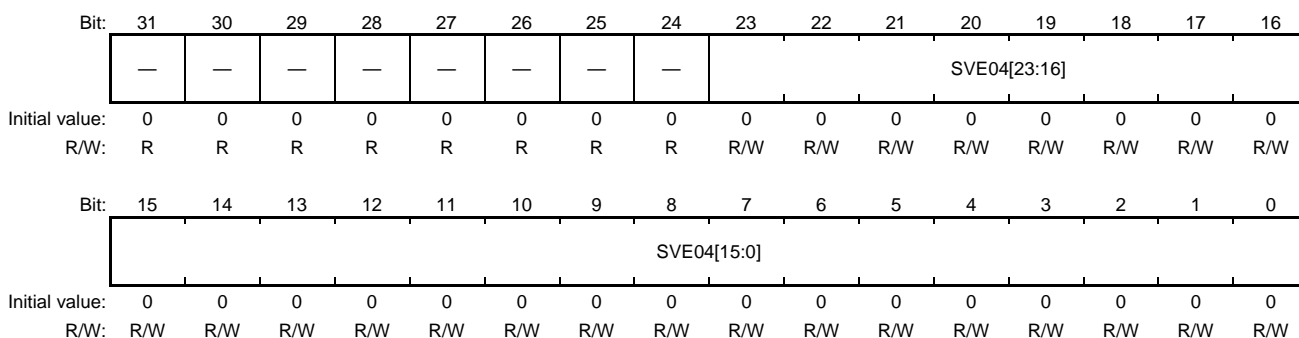 Bit: 31 30 29 28 27 26 25 24 23 22 21 20 19 18 17 16
— — — — — — — — SVE04[23:16]
Initial value: 0 0 0 0 0 0 0 0 0 0 0 0 0 0 0 0
R/W: R R R R R R R R R/W R/W R/W R/W R/W R/W R/W R/W
Bit: 15 14 13 12 11 10 9 8 7 6 5 4 3 2 1 0
SVE04[15:0]
Initial value: 0 0 0 0 0 0 0 0 0 0 0 0 0 0 0 0
R/W: R/W R/W R/W R/W R/W R/W R/W R/W R/W R/W R/W R/W R/W R/W R/W R/W